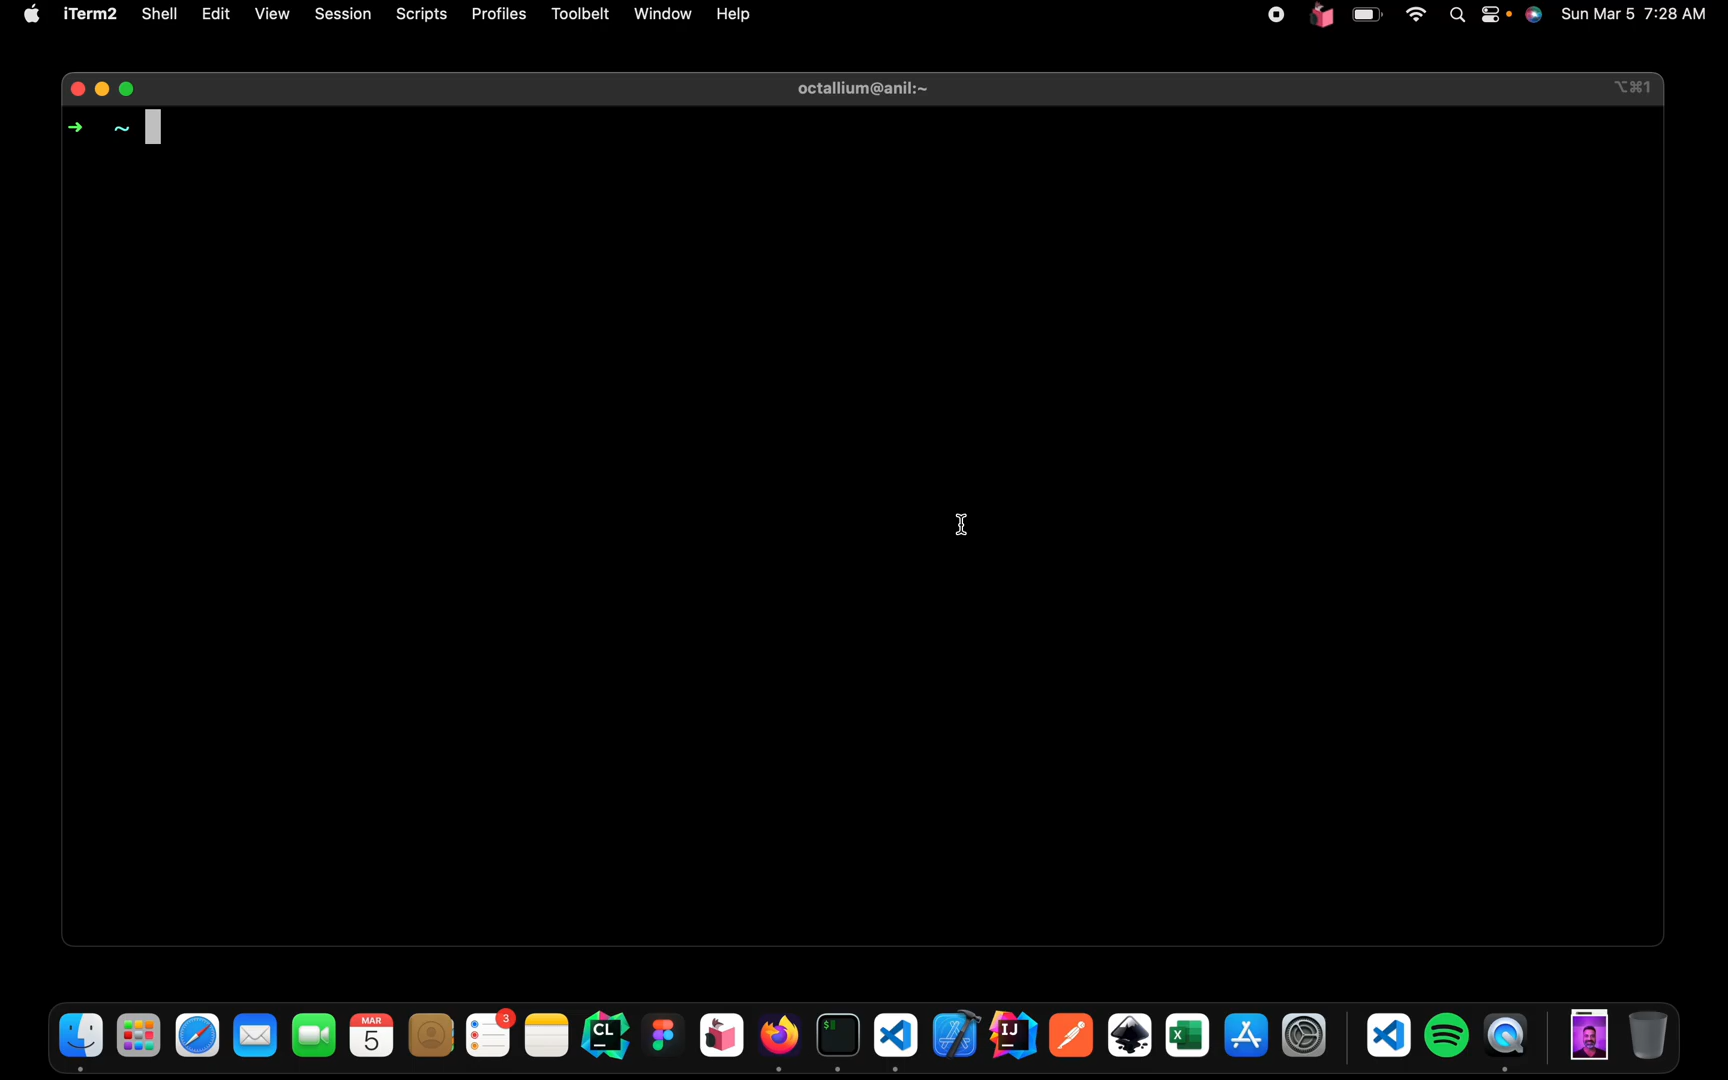 iTerm2 Shell Edit View Session Scripts Profiles Toolbelt Window Help Sun Mar 5 7:28 AM
octallium@anil:~ ⌥⌘1
➜ ~
3
MAR
5
CL
$
IJ
X